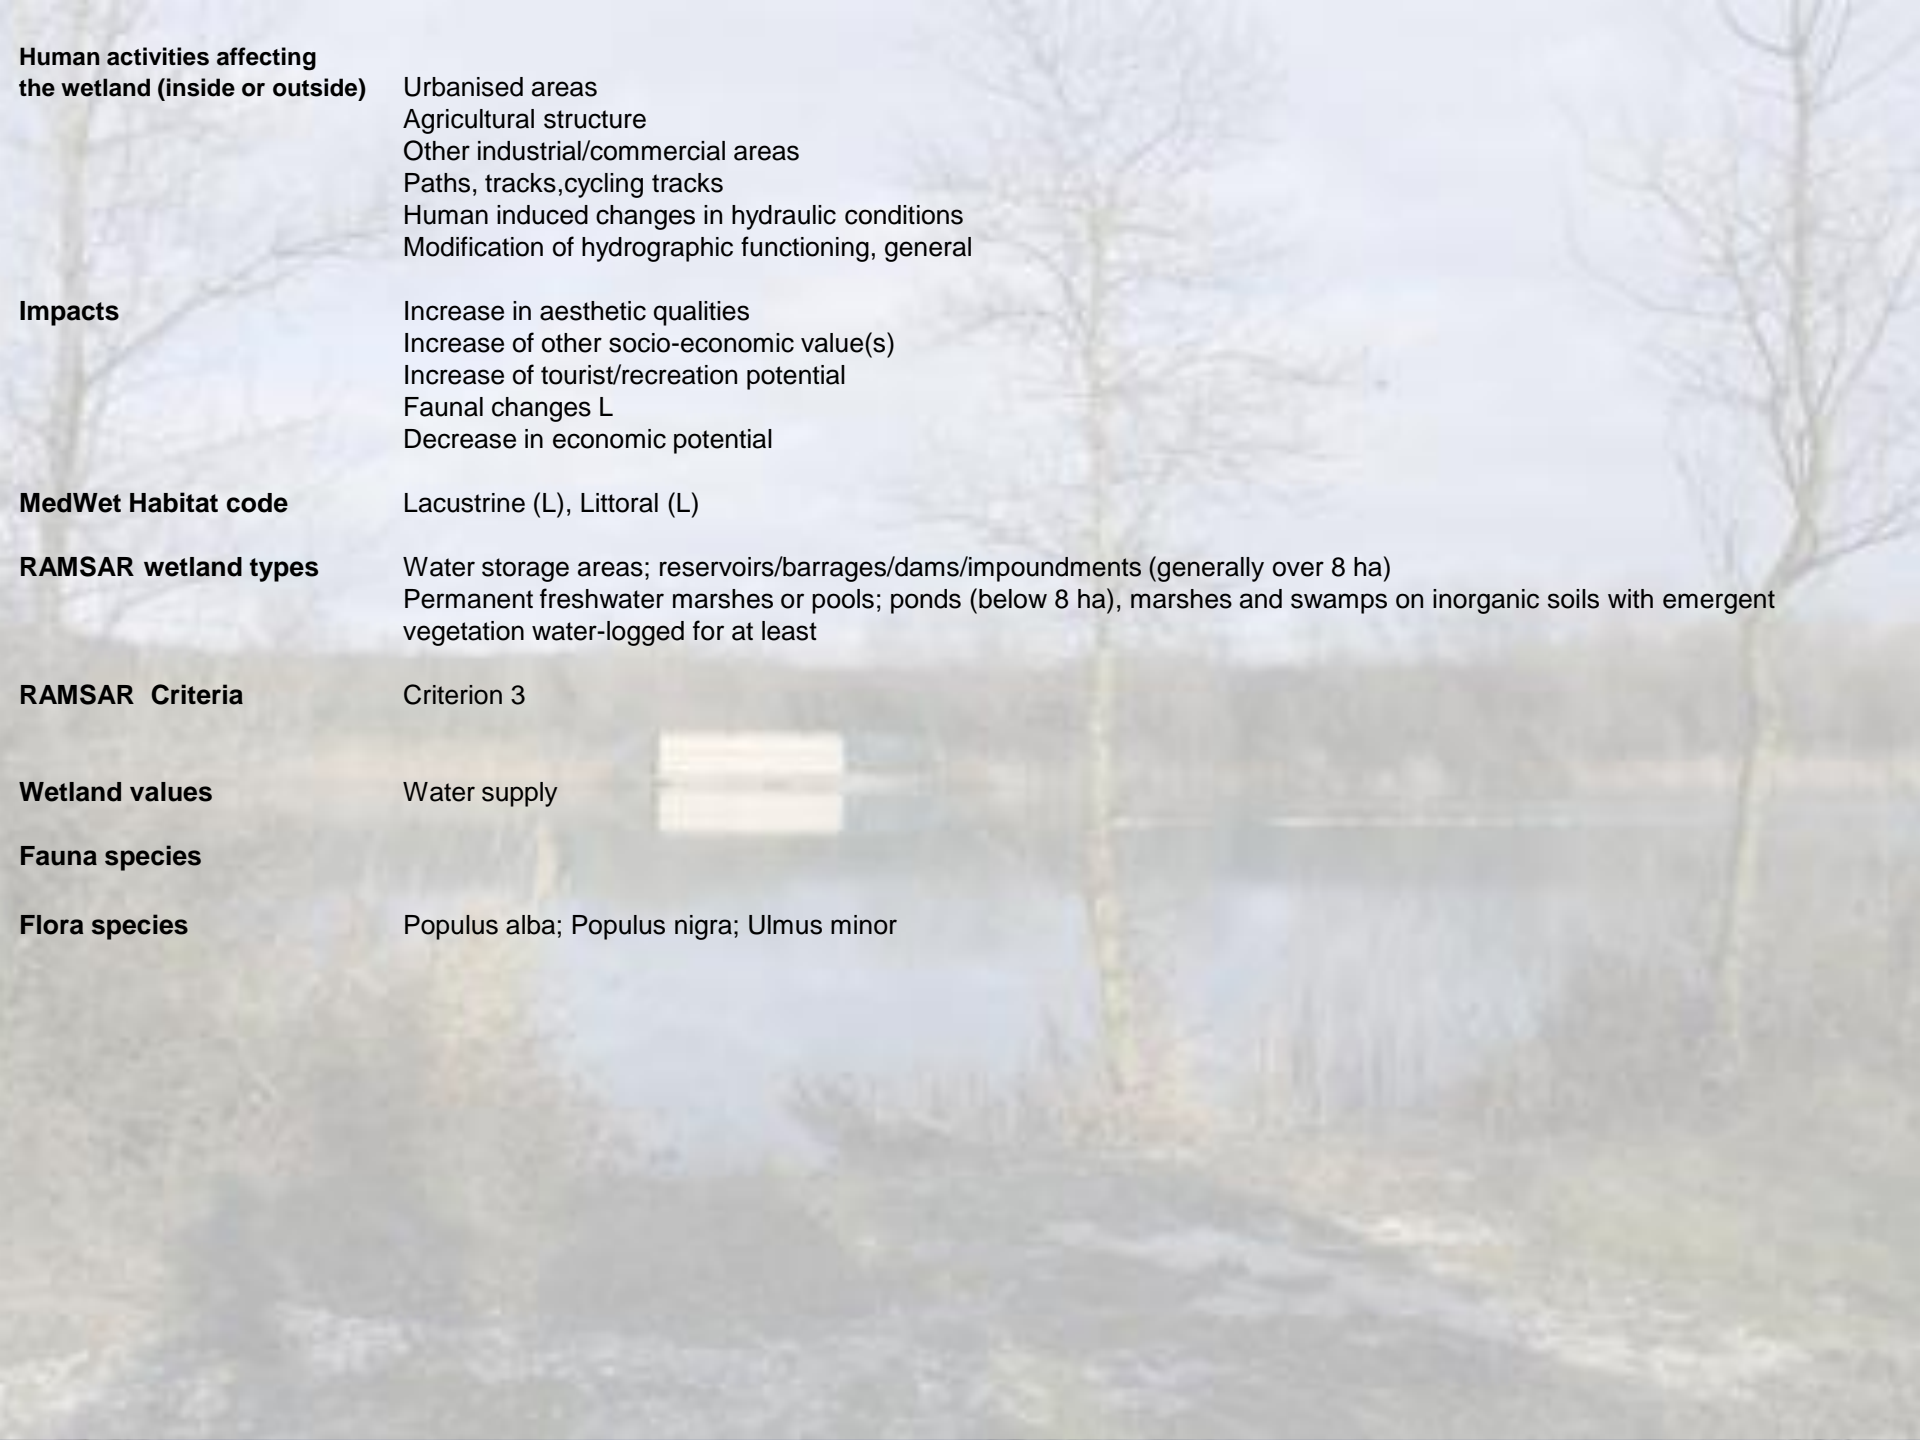 Human activities affecting
the wetland (inside or outside) Urbanised areas
Agricultural structure
Other industrial/commercial areas
Paths, tracks,cycling tracks
Human induced changes in hydraulic conditions
Modification of hydrographic functioning, general
Impacts Increase in aesthetic qualities
Increase of other socio-economic value(s)
Increase of tourist/recreation potential
Faunal changes L
Decrease in economic potential
MedWet Habitat code Lacustrine (L), Littoral (L)
RAMSAR wetland types Water storage areas; reservoirs/barrages/dams/impoundments (generally over 8 ha)
Permanent freshwater marshes or pools; ponds (below 8 ha), marshes and swamps on inorganic soils with emergent
vegetation water-logged for at least
RAMSAR Criteria Criterion 3
Wetland values Water supply
Fauna species
Flora species Populus alba; Populus nigra; Ulmus minor